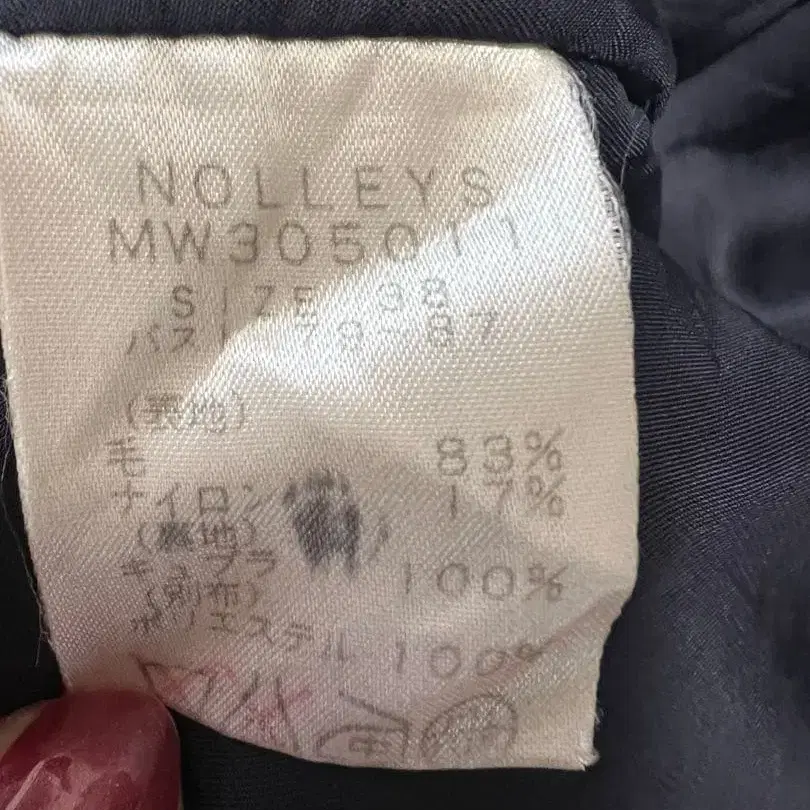 NOLLEYS
MW305011
SIZE 38
バスト 79-87
(表地)
毛 83%
ナイロン 17%
(裏地)
キュプラ 100%
(別布)
ポリエステル 100%